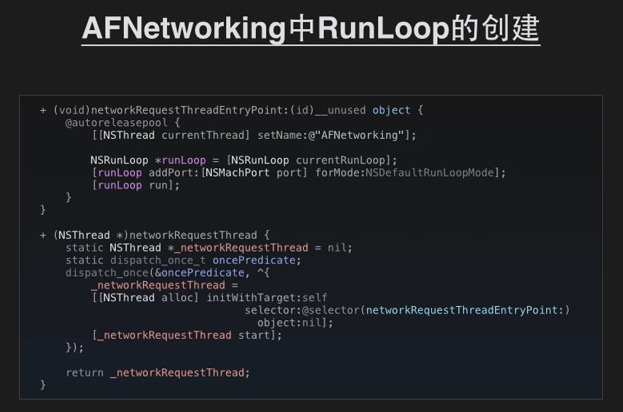 AFNetworking中RunLoop的创建
+ (void)networkRequestThreadEntryPoint:(id)__unused object {
@autoreleasepool {
[[NSThread currentThread] setName:@"AFNetworking"];
NSRunLoop *runLoop = [NSRunLoop currentRunLoop];
[runLoop addPort:[NSMachPort port] forMode:NSDefaultRunLoopMode];
[runLoop run];
}
}
+ (NSThread *)networkRequestThread {
static NSThread *_networkRequestThread = nil;
static dispatch_once_t oncePredicate;
dispatch_once(&oncePredicate, ^{
_networkRequestThread =
[[NSThread alloc] initWithTarget:self
selector:@selector(networkRequestThreadEntryPoint:)
object:nil];
[_networkRequestThread start];
});
return _networkRequestThread;
}